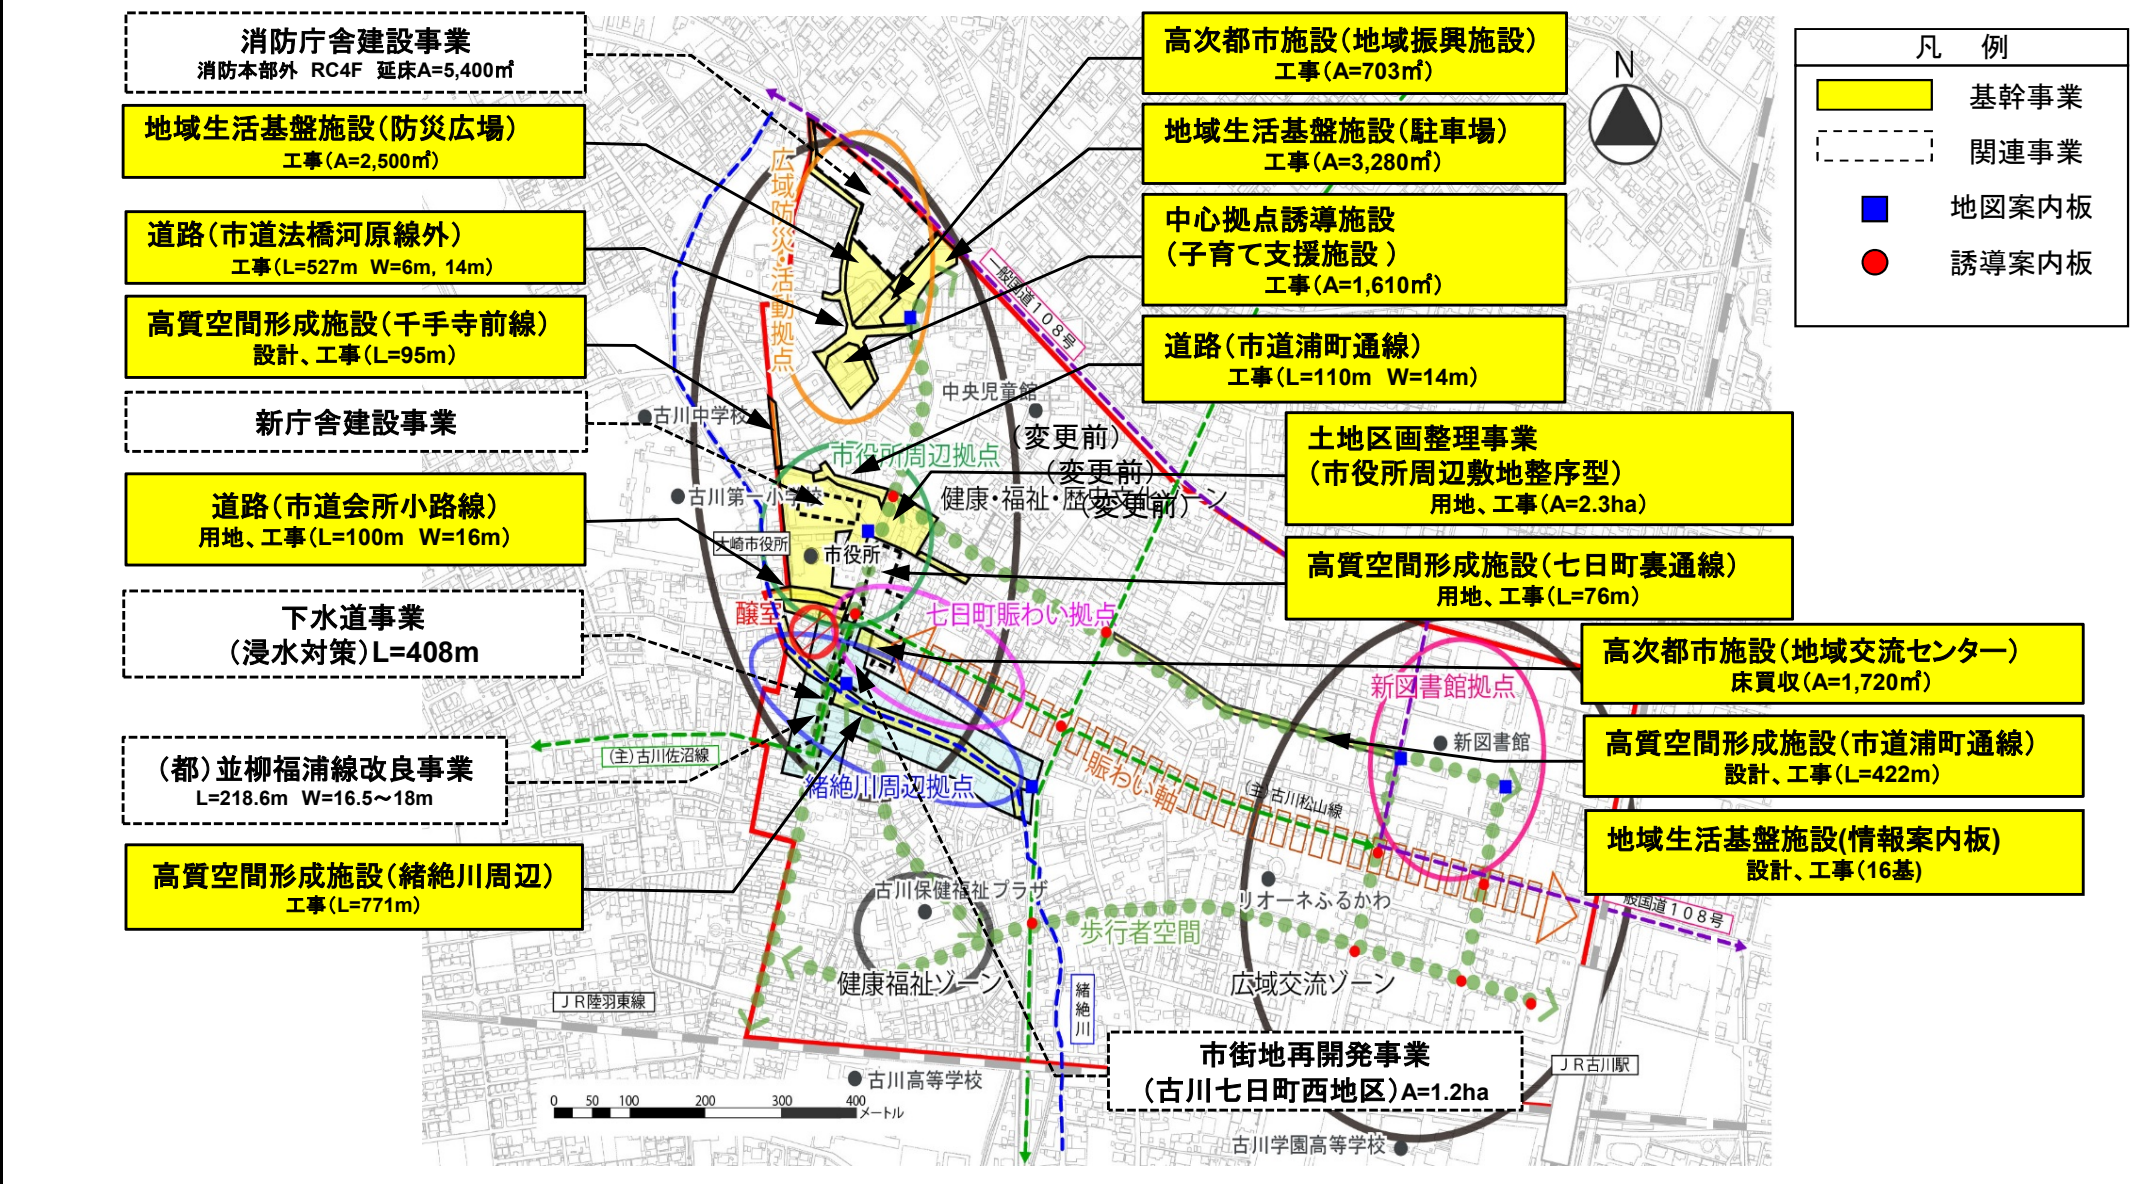 消防庁舎建設事業
消防本部外 RC4F 延床A=5,400㎡
地域生活基盤施設(防災広場)
工事(A=2,500㎡)
道路(市道法橋河原線外)
工事(L=527m W=6m, 14m)
高質空間形成施設(千手寺前線)
設計、工事(L=95m)
新庁舎建設事業
道路(市道会所小路線)
用地、工事(L=100m W=16m)
下水道事業
(浸水対策)L=408m
(都)並柳福浦線改良事業
L=218.6m W=16.5～18m
高質空間形成施設(緒絶川周辺)
工事(L=771m)
高次都市施設(地域振興施設)
工事(A=703㎡)
地域生活基盤施設(駐車場)
工事(A=3,280㎡)
中心拠点誘導施設
(子育て支援施設 )
工事(A=1,610㎡)
道路(市道浦町通線)
工事(L=110m W=14m)
土地区画整理事業
(市役所周辺敷地整序型)
用地、工事(A=2.3ha)
高質空間形成施設(七日町裏通線)
用地、工事(L=76m)
高次都市施設(地域交流センター)
床買収(A=1,720㎡)
高質空間形成施設(市道浦町通線)
設計、工事(L=422m)
地域生活基盤施設(情報案内板)
設計、工事(16基)
市街地再開発事業
(古川七日町西地区)A=1.2ha
凡 例
基幹事業
関連事業
地図案内板
誘導案内板
N
広域防災・活動拠点
一般国道108号
中央児童館
古川中学校
(変更前)
(変更前)
(変更前)
市役所周辺拠点
古川第一小学校
健康・福祉・歴史文化ゾーン
大崎市役所
市役所
醸室
七日町賑わい拠点
新図書館拠点
新図書館
(主)古川佐沼線
緒絶川周辺拠点
賑わい軸
(主)古川松山線
古川保健福祉プラザ
リオーネふるかわ
一般国道108号
歩行者空間
健康福祉ゾーン
広域交流ゾーン
緒絶川
JR陸羽東線
JR古川駅
古川高等学校
0 50 100 200 300 400
メートル
古川学園高等学校